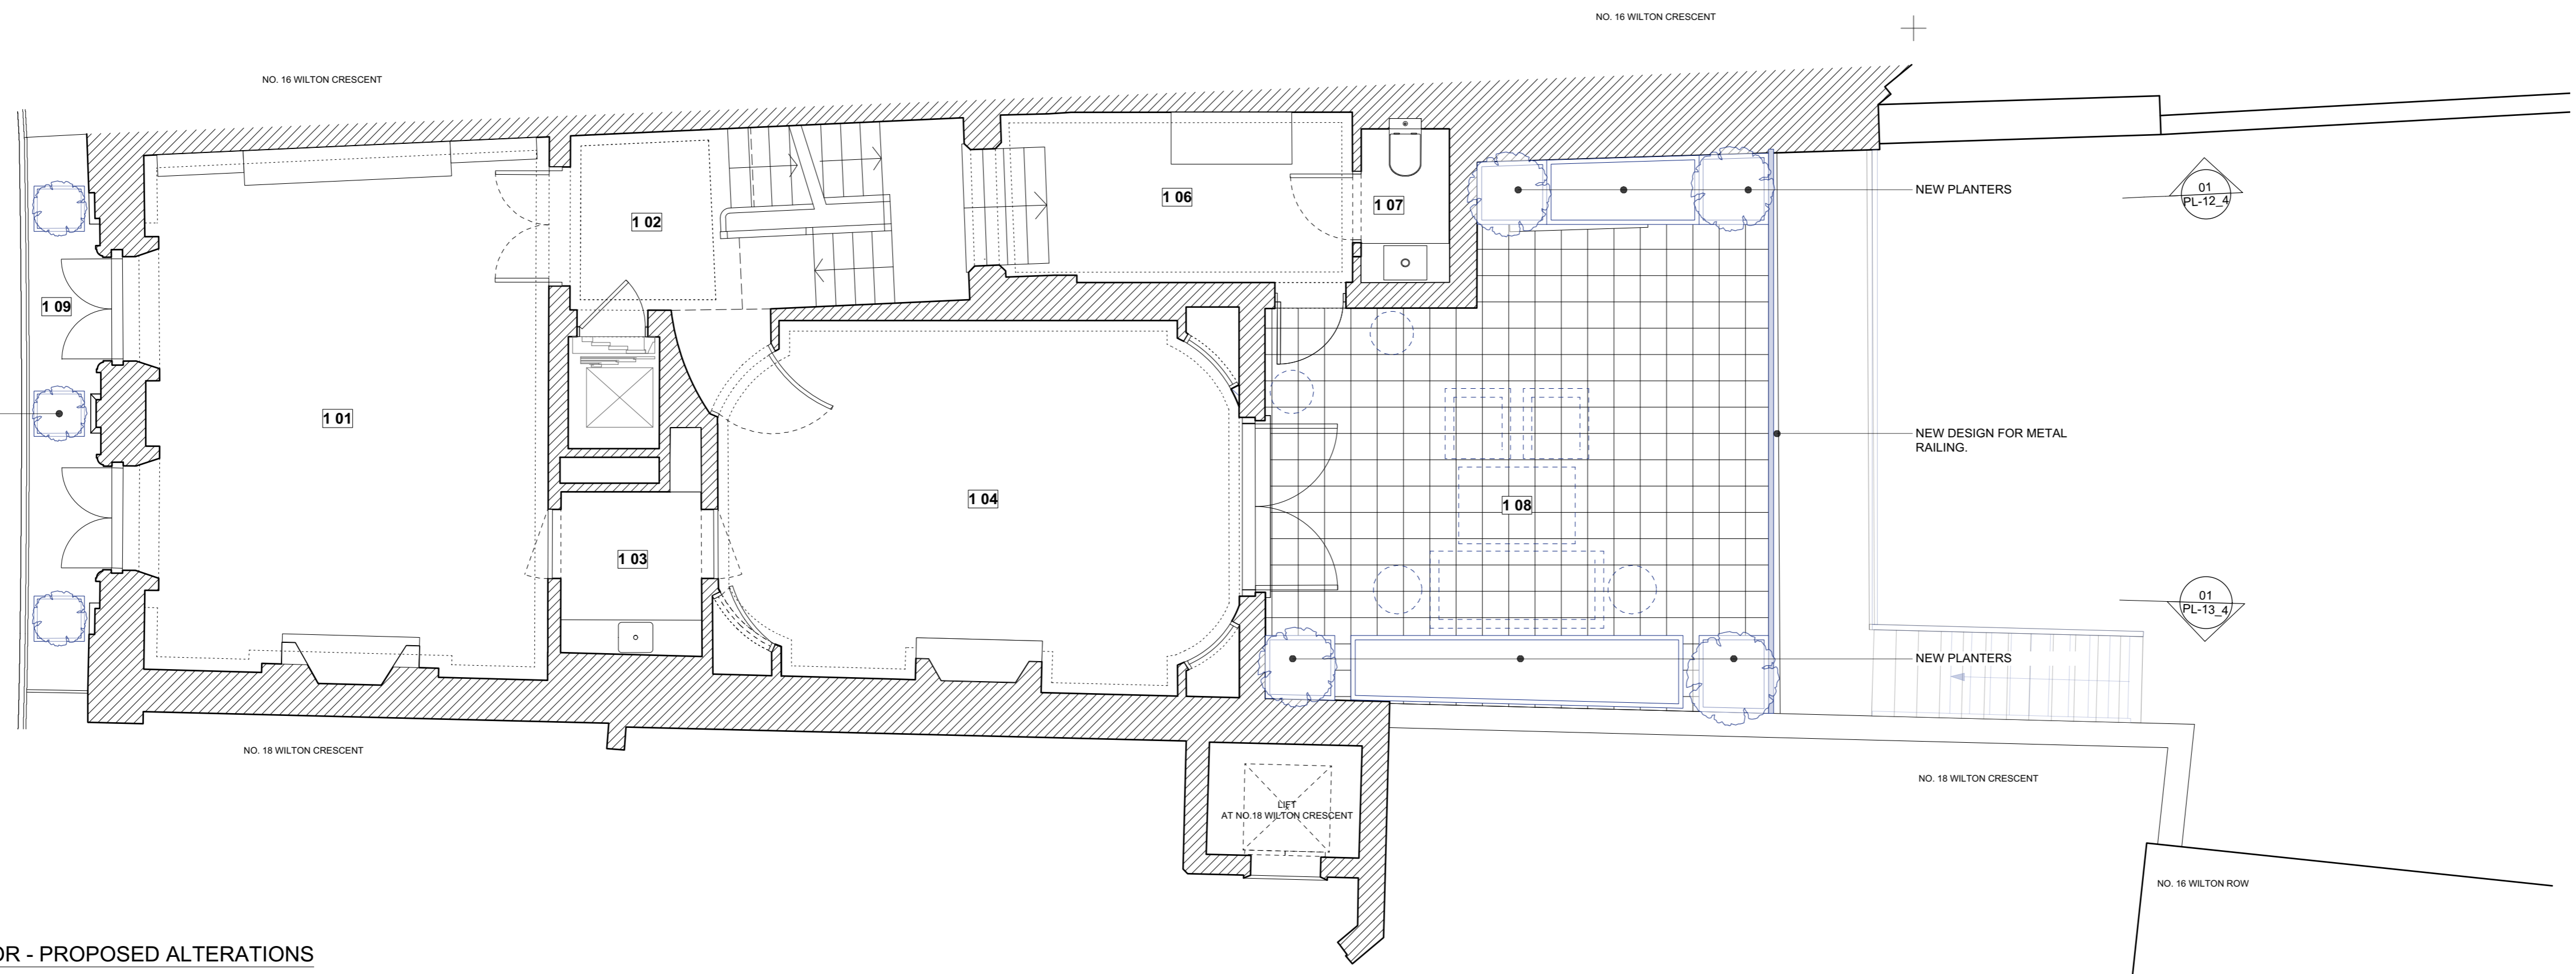 NO. 16 WILTON CRESCENT
NO. 16 WILTON CRESCENT
NEW PLANTERS
01
PL-12_4
1 06
1 07
1 02
1 09
1 01
NEW DESIGN FOR METAL
RAILING.
1 04
1 08
1 03
01
PL-13_4
NEW PLANTERS
NO. 18 WILTON CRESCENT
NO. 18 WILTON CRESCENT
LIFT
AT NO.18 WILTON CRESCENT
NO. 16 WILTON ROW
OR - PROPOSED ALTERATIONS